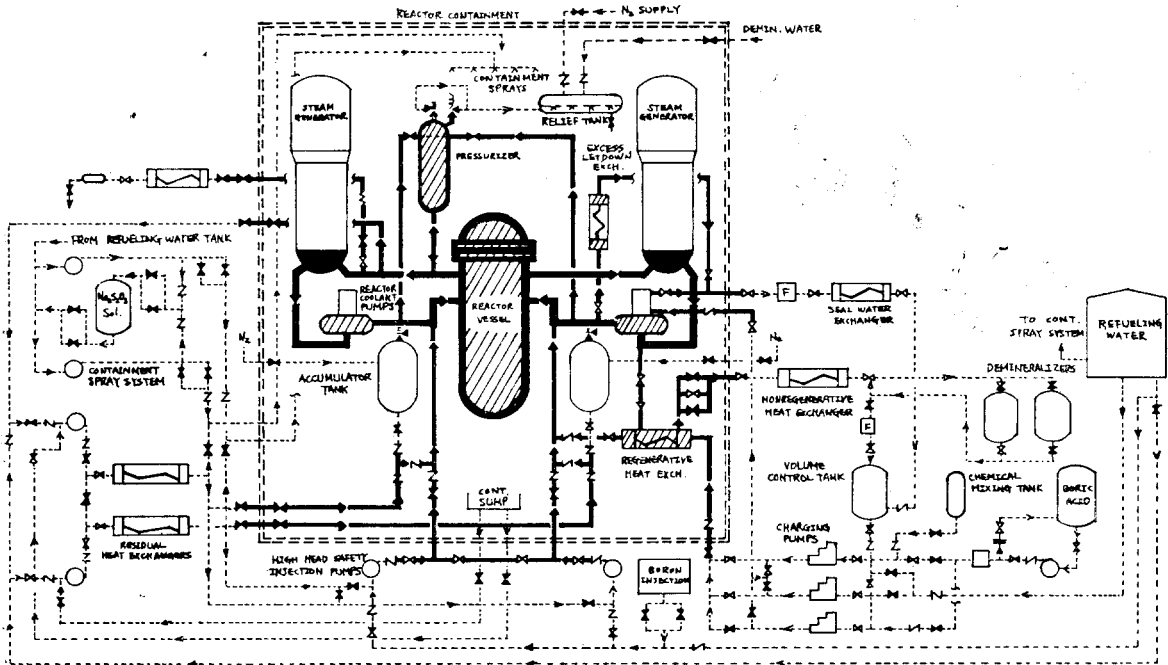 REACTOR CONTAINMENT
N₂ SUPPLY
DEMIN. WATER
CONTAINMENT
SPRAYS
STEAM
GENERATOR
RELIEF TANK
STEAM
GENERATOR
PRESSURIZER
EXCESS
LETDOWN
EXCH.
FROM REFUELING WATER TANK
REACTOR
COOLANT
PUMPS
REACTOR
VESSEL
F
SEAL WATER
EXCHANGER
Sol.
N₂
N₂
TO CONT.
SPRAY SYSTEM
REFUELING
WATER
CONTAINMENT
SPRAY SYSTEM
ACCUMULATOR
TANK
DEMINERALIZERS
NONREGENERATIVE
HEAT EXCHANGER
F
REGENERATIVE
HEAT EXCH.
VOLUME
CONTROL TANK
CHEMICAL
MIXING TANK
BORIC
ACID
CONT.
SUMP
RESIDUAL
HEAT EXCHANGERS
CHARGING
PUMPS
HIGH HEAD SAFETY
INJECTION PUMPS
BORON
INJECTION